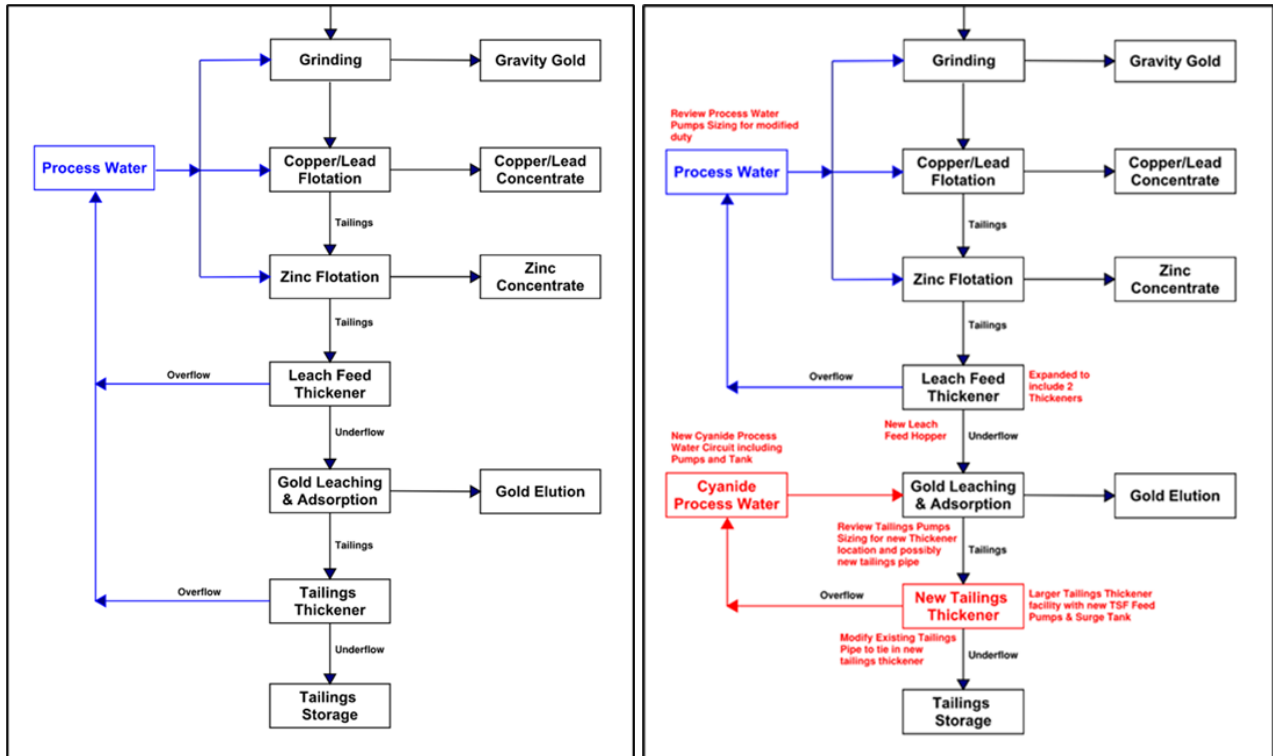 Grinding
Gravity Gold
Process Water
Copper/Lead
Flotation
Copper/Lead
Concentrate
Tailings
Zinc Flotation
Zinc
Concentrate
Tailings
Overflow
Leach Feed
Thickener
Underflow
Gold Leaching
& Adsorption
Gold Elution
Tailings
Overflow
Tailings
Thickener
Underflow
Tailings
Storage
Grinding
Gravity Gold
Review Process Water
Pumps Sizing for modified
duty
Process Water
Copper/Lead
Flotation
Copper/Lead
Concentrate
Tailings
Zinc Flotation
Zinc
Concentrate
Tailings
Overflow
Leach Feed
Thickener
Expanded to
include 2
Thickeners
New Leach
Feed Hopper
Underflow
New Cyanide Process
Water Circuit including
Pumps and Tank
Cyanide
Process Water
Gold Leaching
& Adsorption
Gold Elution
Review Tailings Pumps
Sizing for new Thickener
location and possibly
new tailings pipe
Tailings
Overflow
New Tailings
Thickener
Larger Tailings Thickener
facility with new TSF Feed
Pumps & Surge Tank
Modify Existing Tailings
Pipe to tie in new
tailings thickener
Underflow
Tailings
Storage